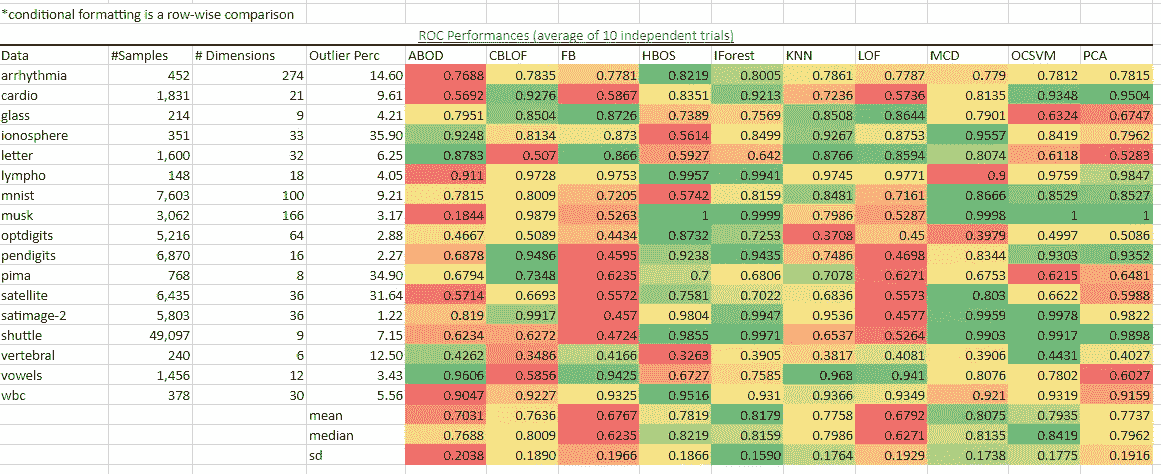 *conditional formatting is a row-wise comparison
ROC Performances (average of 10 independent trials)
Data #Samples # Dimensions Outlier Perc ABOD CBLOF FB HBOS IForest KNN LOF MCD OCSVM PCA
arrhythmia 452 274 14.60 0.7688 0.7835 0.7781 0.8219 0.8005 0.7861 0.7787 0.779 0.7812 0.7815
cardio 1,831 21 9.61 0.5692 0.9276 0.5867 0.8351 0.9213 0.7236 0.5736 0.8135 0.9348 0.9504
glass 214 9 4.21 0.7951 0.8504 0.8726 0.7389 0.7569 0.8508 0.8644 0.7901 0.6324 0.6747
ionosphere 351 33 35.90 0.9248 0.8134 0.873 0.5614 0.8499 0.9267 0.8753 0.9557 0.8419 0.7962
letter 1,600 32 6.25 0.8783 0.507 0.866 0.5927 0.642 0.8766 0.8594 0.8074 0.6118 0.5283
lympho 148 18 4.05 0.911 0.9728 0.9753 0.9957 0.9941 0.9745 0.9771 0.9 0.9759 0.9847
mnist 7,603 100 9.21 0.7815 0.8009 0.7205 0.5742 0.8159 0.8481 0.7161 0.8666 0.8529 0.8527
musk 3,062 166 3.17 0.1844 0.9879 0.5263 1 0.9999 0.7986 0.5287 0.9998 1 1
optdigits 5,216 64 2.88 0.4667 0.5089 0.4434 0.8732 0.7253 0.3708 0.45 0.3979 0.4997 0.5086
pendigits 6,870 16 2.27 0.6878 0.9486 0.4595 0.9238 0.9435 0.7486 0.4698 0.8344 0.9303 0.9352
pima 768 8 34.90 0.6794 0.7348 0.6235 0.7 0.6806 0.7078 0.6271 0.6753 0.6215 0.6481
satellite 6,435 36 31.64 0.5714 0.6693 0.5572 0.7581 0.7022 0.6836 0.5573 0.803 0.6622 0.5988
satimage-2 5,803 36 1.22 0.819 0.9917 0.457 0.9804 0.9947 0.9536 0.4577 0.9959 0.9978 0.9822
shuttle 49,097 9 7.15 0.6234 0.6272 0.4724 0.9855 0.9971 0.6537 0.5264 0.9903 0.9917 0.9898
vertebral 240 6 12.50 0.4262 0.3486 0.4166 0.3263 0.3905 0.3817 0.4081 0.3906 0.4431 0.4027
vowels 1,456 12 3.43 0.9606 0.5856 0.9425 0.6727 0.7585 0.968 0.941 0.8076 0.7802 0.6027
wbc 378 30 5.56 0.9047 0.9227 0.9325 0.9516 0.931 0.9366 0.9349 0.921 0.9319 0.9159
mean 0.7031 0.7636 0.6767 0.7819 0.8179 0.7758 0.6792 0.8075 0.7935 0.7737
median 0.7688 0.8009 0.6235 0.8219 0.8159 0.7986 0.6271 0.8135 0.8419 0.7962
sd 0.2038 0.1890 0.1966 0.1866 0.1590 0.1764 0.1929 0.1738 0.1775 0.1916